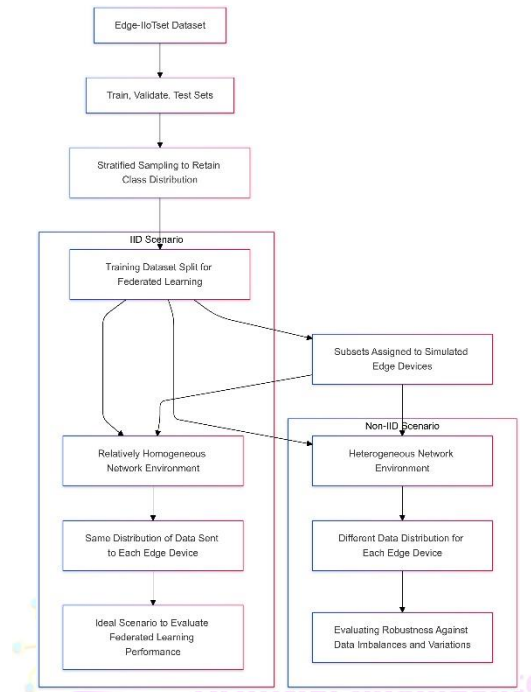 Edge-IIoTset Dataset
Train, Validate, Test Sets
Stratified Sampling to Retain
Class Distribution
IID Scenario
Training Dataset Split for
Federated Learning
Subsets Assigned to Simulated
Edge Devices
Non-IID Scenario
Relatively Homogeneous
Network Environment
Heterogeneous Network
Environment
Same Distribution of Data Sent
to Each Edge Device
Different Data Distribution for
Each Edge Device
Ideal Scenario to Evaluate
Federated Learning
Performance
Evaluating Robustness Against
Data Imbalances and Variations